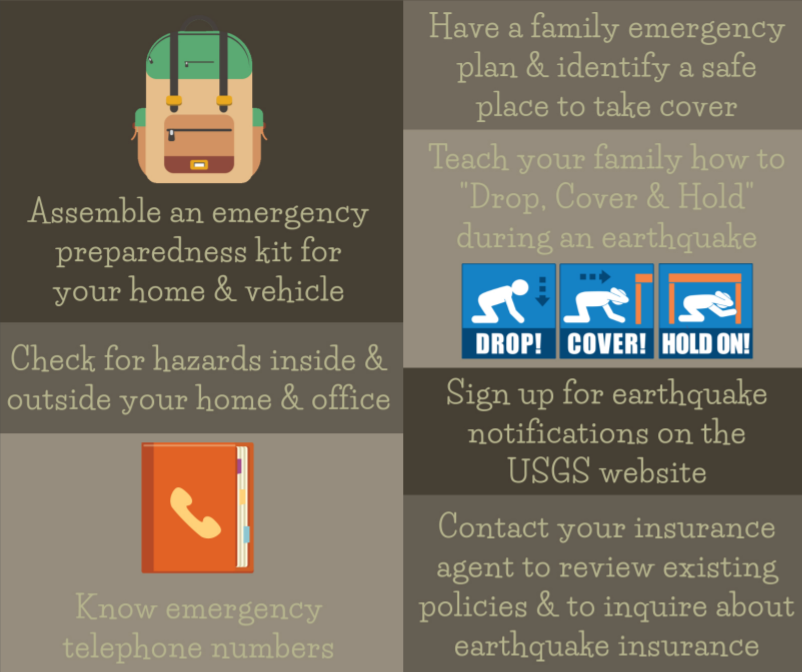 Assemble an emergency
preparedness kit for
your home & vehicle
Check for hazards inside &
outside your home & office
Know emergency
telephone numbers
Have a family emergency
plan & identify a safe
place to take cover
Teach your family how to
"Drop, Cover & Hold"
during an earthquake
DROP! COVER! HOLD ON!
Sign up for earthquake
notifications on the
USGS website
Contact your insurance
agent to review existing
policies & to inquire about
earthquake insurance